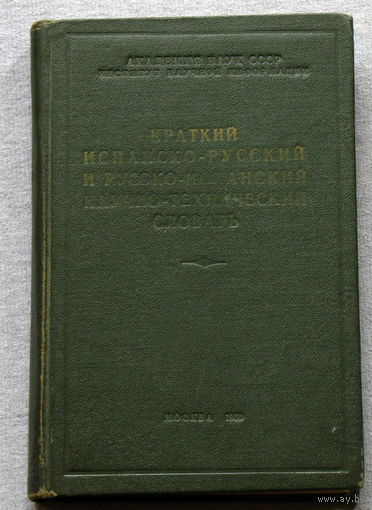 АКАДЕМИЯ НАУК СССР
ИНСТИТУТ НАУЧНОЙ ИНФОРМАЦИИ
КРАТКИЙ
ИСПАНСКО-РУССКИЙ
И РУССКО-ИСПАНСКИЙ
НАУЧНО-ТЕХНИЧЕСКИЙ
СЛОВАРЬ
МОСКВА
www.ay.by